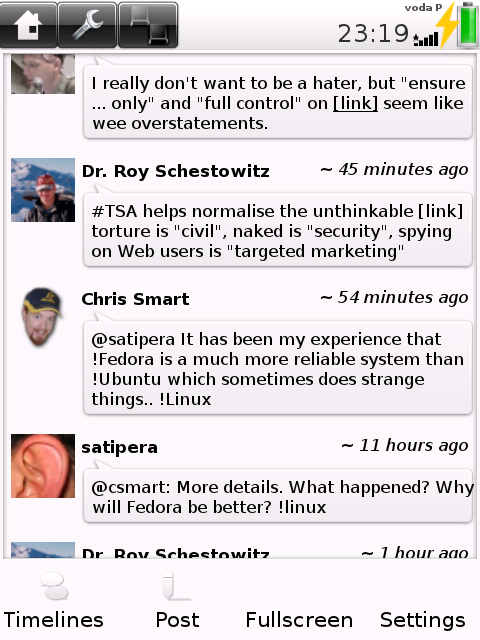 voda P
23:19
I really don't want to be a hater, but "ensure
... only" and "full control" on [link] seem like
wee overstatements.
Dr. Roy Schestowitz ~ 45 minutes ago
#TSA helps normalise the unthinkable [link]
torture is "civil", naked is "security", spying
on Web users is "targeted marketing"
Chris Smart ~ 54 minutes ago
@satipera It has been my experience that
!Fedora is a much more reliable system than
!Ubuntu which sometimes does strange
things.. !Linux
satipera ~ 11 hours ago
@csmart: More details. What happened? Why
will Fedora be better? !linux
Dr. Roy Schestowitz ~ 1 hour ago
Timelines Post Fullscreen Settings